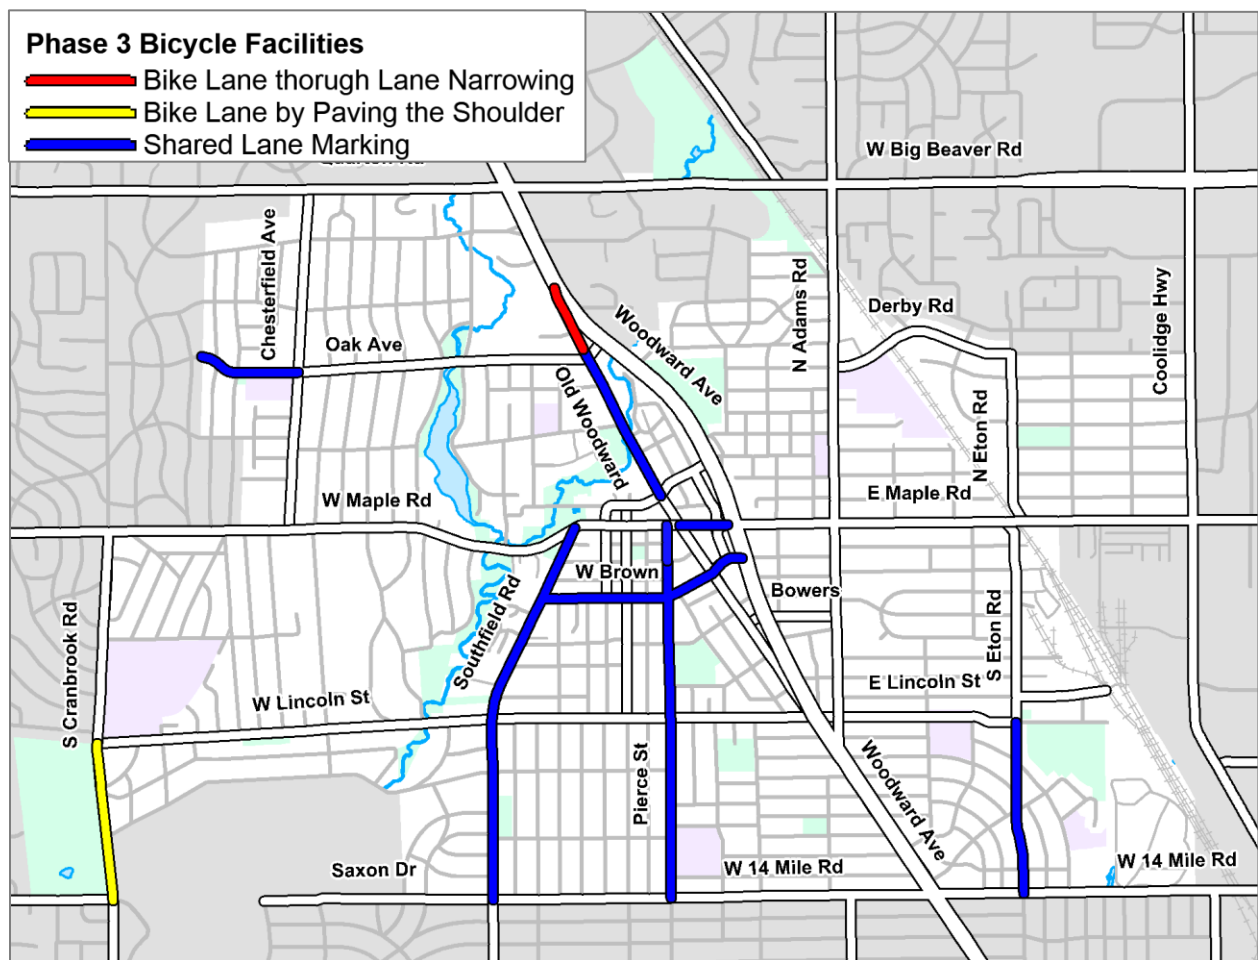 Phase 3 Bicycle Facilities
Bike Lane thorugh Lane Narrowing
Bike Lane by Paving the Shoulder
Shared Lane Marking
W Big Beaver Rd
Chesterfield Ave
N Adams Rd
Coolidge Hwy
Derby Rd
Woodward Ave
Oak Ave
Old Woodward
N Eton Rd
W Maple Rd
E Maple Rd
W Brown
Bowers
Southfield Rd
S Eton Rd
S Cranbrook Rd
W Lincoln St
E Lincoln St
Pierce St
Woodward Ave
Saxon Dr
W 14 Mile Rd
W 14 Mile Rd